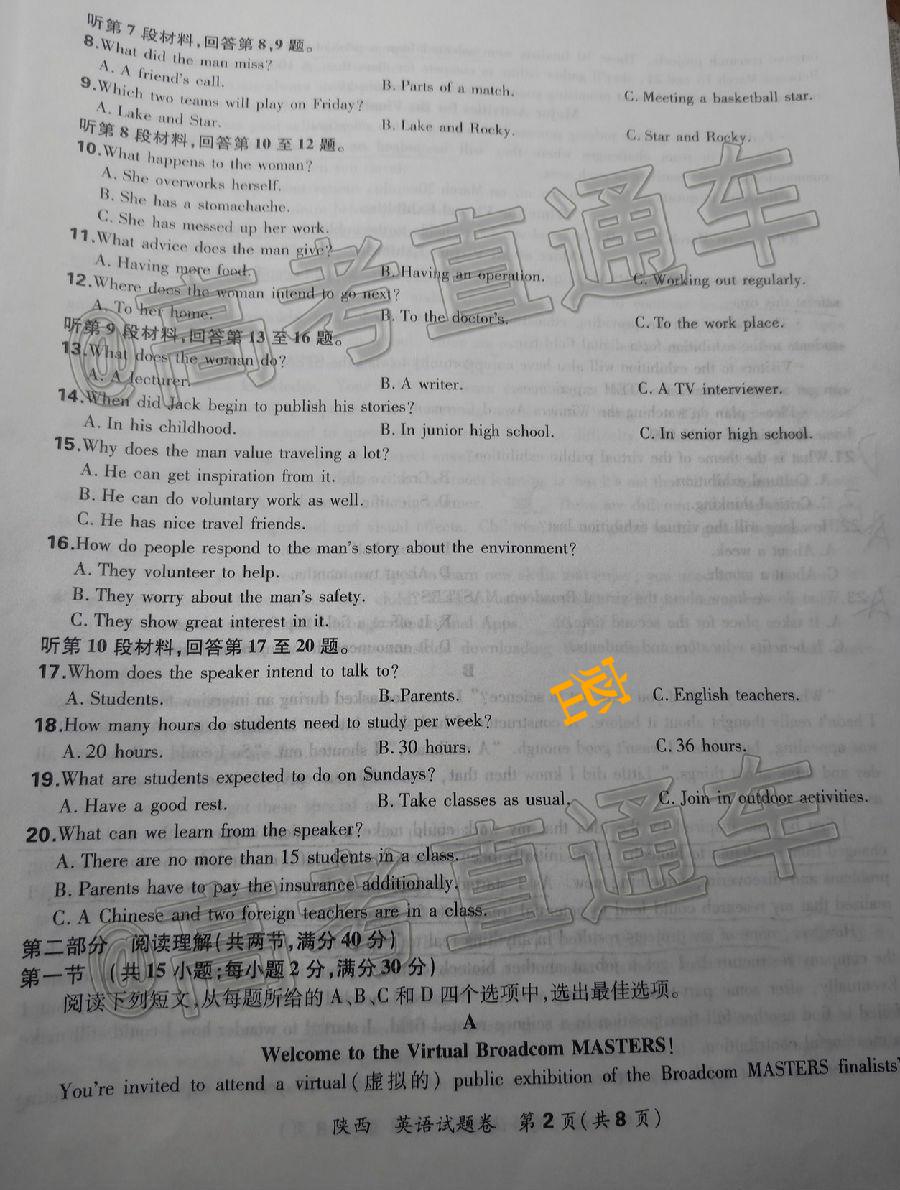 听第7段材料,回答第8,9题。
8.What did the man miss?
A. A friend's call. B. Parts of a match. C. Meeting a basketball star.
9.Which two teams will play on Friday?
A. Lake and Star. B. Lake and Rocky. C. Star and Rocky.
听第8段材料,回答第10至12题。
10.What happens to the woman?
A. She overworks herself.
B. She has a stomachache.
C. She has messed up her work.
11.What advice does the man give?
A. Having more food. B. Having an operation. C. Working out regularly.
12.Where does the woman intend to go next?
A. To her home. B. To the doctor's. C. To the work place.
听第9段材料,回答第13至16题。
13.What does the woman do?
A. A lecturer. B. A writer. C. A TV interviewer.
14.When did Jack begin to publish his stories?
A. In his childhood. B. In junior high school. C. In senior high school.
15.Why does the man value traveling a lot?
A. He can get inspiration from it.
B. He can do voluntary work as well.
C. He has nice travel friends.
16.How do people respond to the man's story about the environment?
A. They volunteer to help.
B. They worry about the man's safety.
C. They show great interest in it.
听第10段材料,回答第17至20题。
17.Whom does the speaker intend to talk to?
A. Students. B. Parents. C. English teachers.
18.How many hours do students need to study per week?
A. 20 hours. B. 30 hours. C. 36 hours.
19.What are students expected to do on Sundays?
A. Have a good rest. B. Take classes as usual. C. Join in outdoor activities.
20.What can we learn from the speaker?
A. There are no more than 15 students in a class.
B. Parents have to pay the insurance additionally.
C. A Chinese and two foreign teachers are in a class.
第二部分 阅读理解(共两节,满分40分)
第一节 (共15小题;每小题2分,满分30分)
阅读下列短文,从每题所给的A、B、C和D四个选项中,选出最佳选项。
A
Welcome to the Virtual Broadcom MASTERS!
You're invited to attend a virtual(虚拟的) public exhibition of the Broadcom MASTERS finalists'
陕西 英语试题卷 第2页(共8页)
@高考直通车
@高考直通车